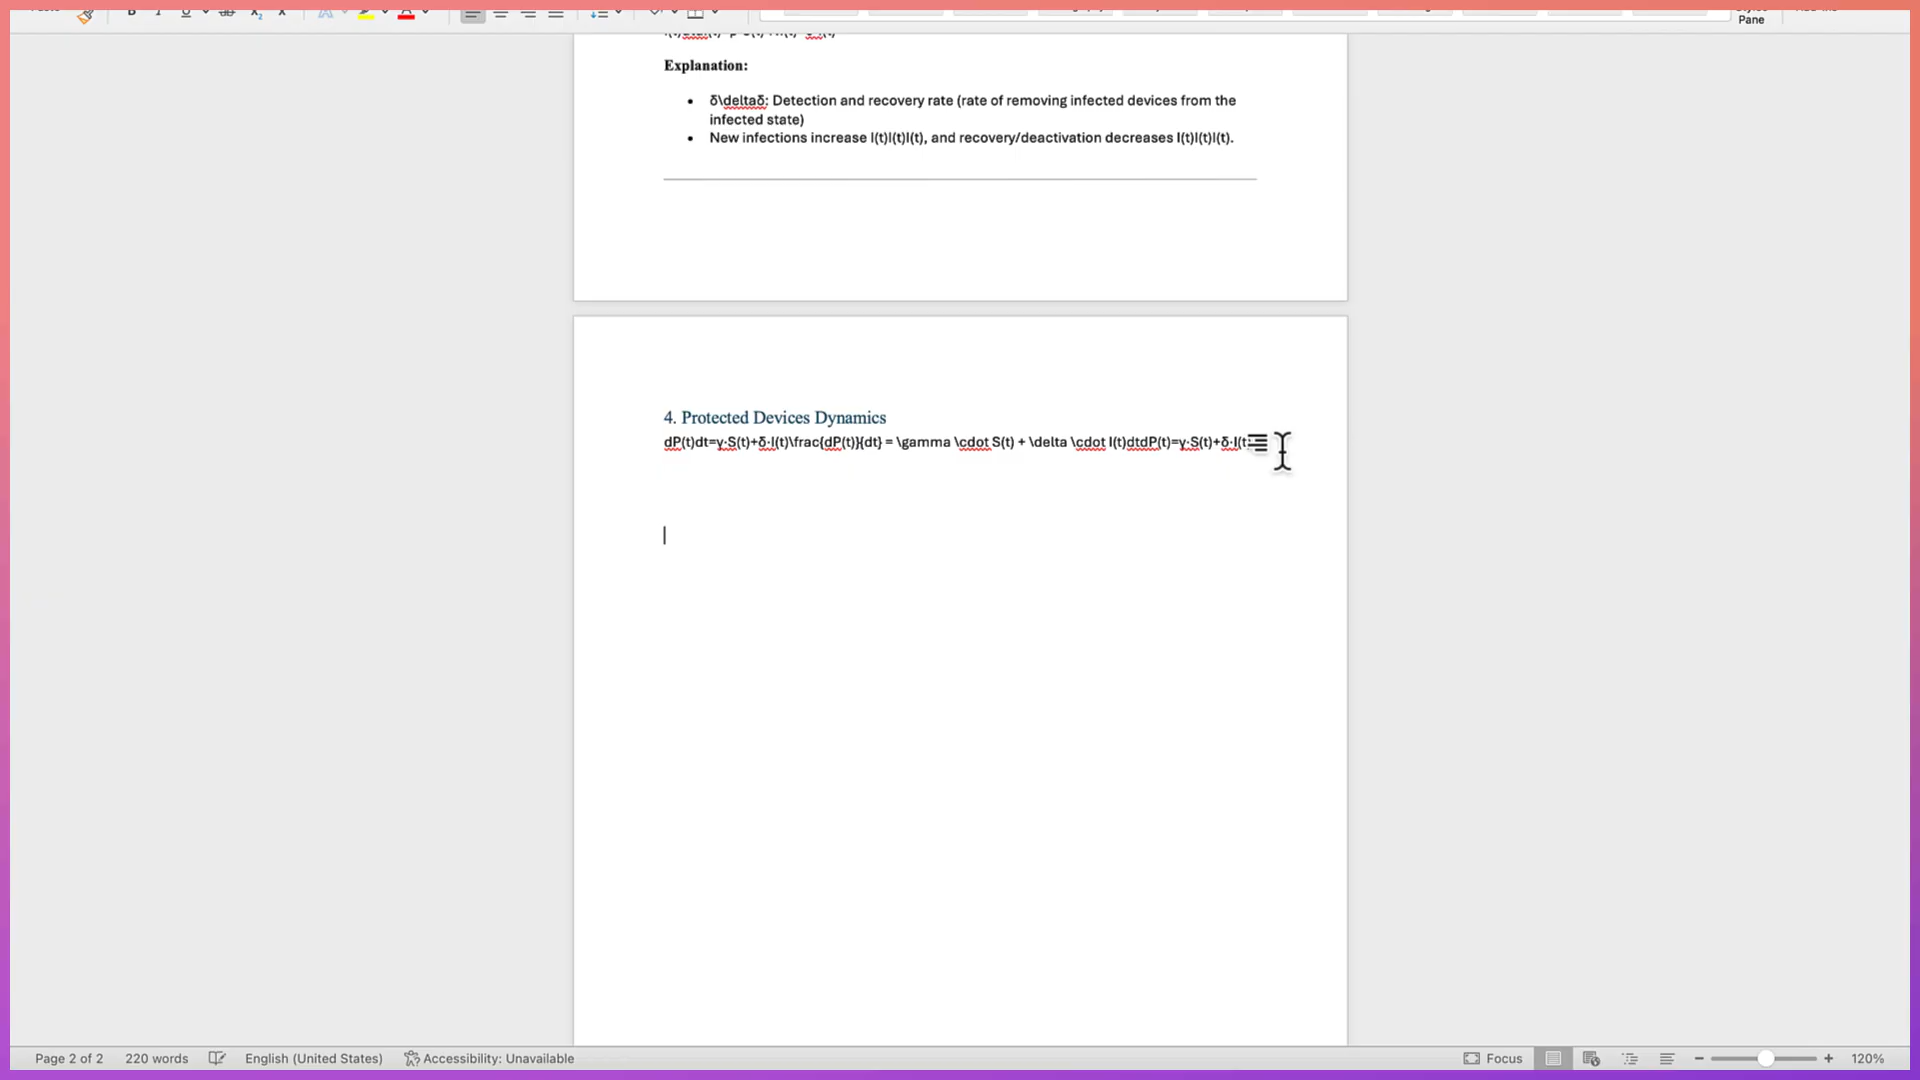 Pane
Explanation:
• δ\deltaδ: Detection and recovery rate (rate of removing infected devices from the
infected state)
• New infections increase I(t)I(t)I(t), and recovery/deactivation decreases I(t)I(t)I(t).
4. Protected Devices Dynamics
dP(t)dt=γ⋅S(t)+δ⋅I(t)\frac{dP(t)}{dt} = \gamma \cdot S(t) + \delta \cdot I(t)dtdP(t)=γ⋅S(t)+δ⋅I(t
Page 2 of 2 220 words English (United States) Accessibility: Unavailable Focus 120%